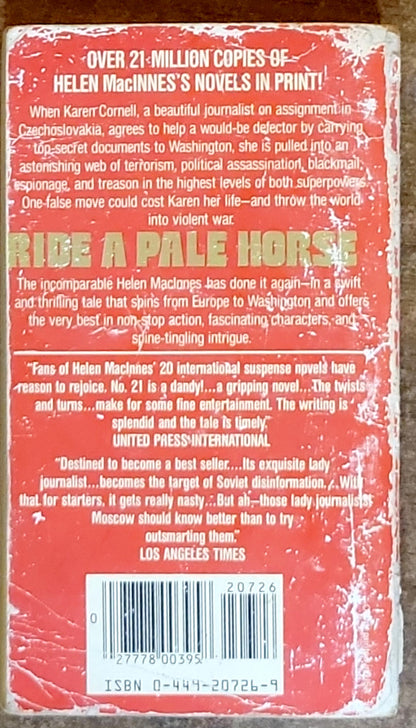 OVER 21 MILLION COPIES OF
HELEN MacINNES'S NOVELS IN PRINT!
When Karen Cornell, a beautiful journalist on assignment in
Czechoslovakia, agrees to help a would-be defector by carrying
top-secret documents to Washington, she is pulled into an
astonishing web of terrorism, political assassination, blackmail,
espionage, and treason in the highest levels of both superpowers.
One false move could cost Karen her life—and throw the world
into violent war.
RIDE A PALE HORSE
The incomparable Helen MacInnes has done it again—in a swift
and thrilling tale that spins from Europe to Washington and offers
the very best in non-stop action, fascinating characters, and
spine-tingling intrigue.
"Fans of Helen MacInnes' 20 international suspense novels have
reason to rejoice. No. 21 is a dandy!...a gripping novel...The twists
and turns...make for some fine entertainment. The writing is
splendid and the tale is timely."
UNITED PRESS INTERNATIONAL
"Destined to become a best seller....Its exquisite lady
journalist...becomes the target of Soviet disinformation....With
that for starters, it gets really nasty...But ah—those lady journalists!
Moscow should know better than to try
outsmarting them."
LOS ANGELES TIMES
20726
0
27778 00395
ISBN 0-449-20726-9